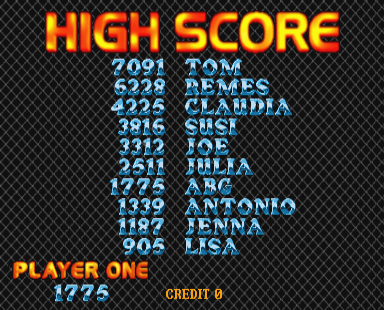 HIGH SCORE
7091 TOM
6228 REMES
4225 CLAUDIA
3816 SUSI
3312 JOE
2511 JULIA
1775 ABG
1339 ANTONIO
1187 JENNA
905 LISA
PLAYER ONE
1775
CREDIT 0